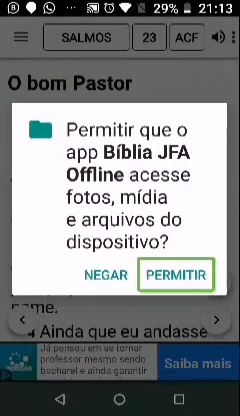 29% 21:13
SALMOS 23 ACF
O bom Pastor
Permitir que o
app Bíblia JFA
Offline acesse
fotos, mídia
e arquivos do
dispositivo?
NEGAR PERMITIR
nome.
4 Ainda que eu andasse
Já pensou em se tornar
professor mesmo sendo
bacharel e ainda garantir
Saiba mais